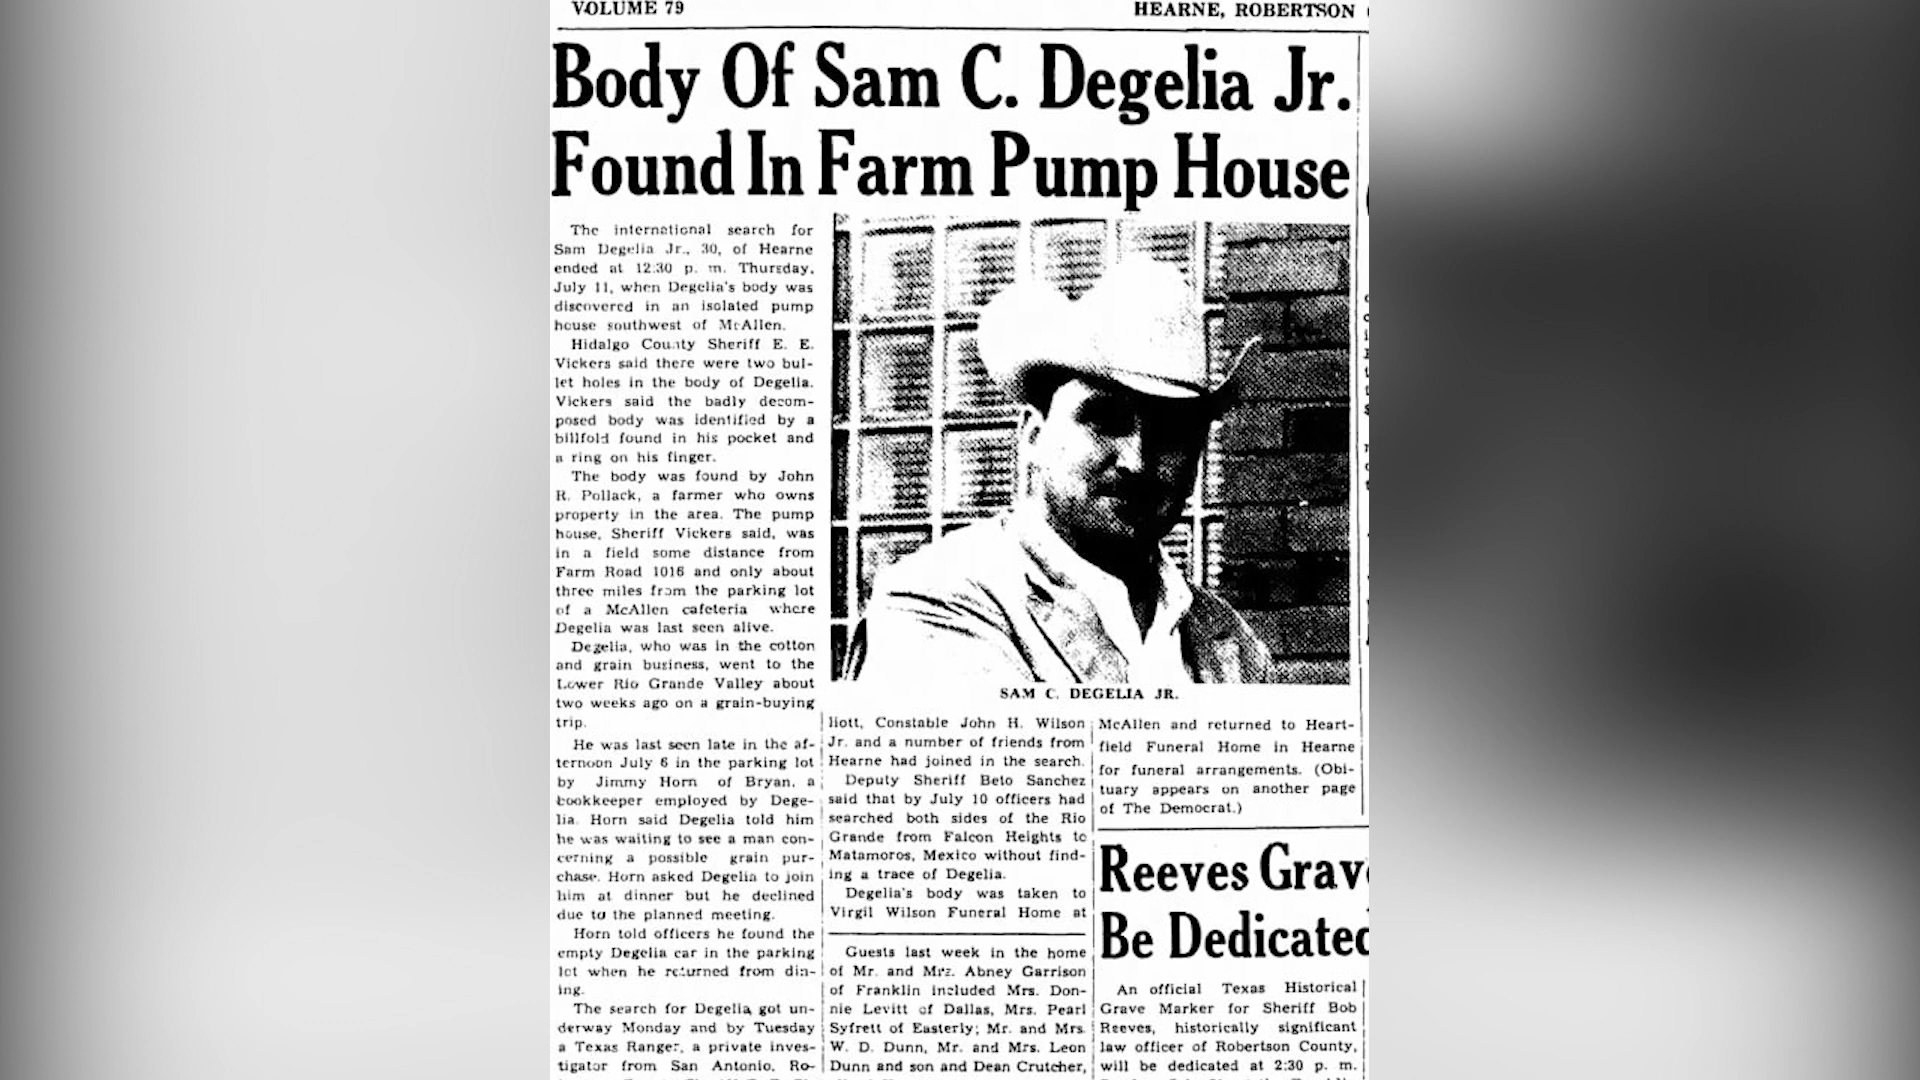 VOLUME 79
HEARNE, ROBERTSON
Body Of Sam C. Degelia Jr.
Found In Farm Pump House
The international search for
Sam Degelia Jr., 30, of Hearne
ended at 12:30 p. m. Thursday,
July 11, when Degelia's body was
discovered in an isolated pump
house southwest of McAllen.
Hidalgo County Sheriff E. E.
Vickers said there were two bul-
let holes in the body of Degelia.
Vickers said the badly decom-
posed body was identified by a
billfold found in his pocket and
a ring on his finger.
The body was found by John
R. Pollack, a farmer who owns
property in the area. The pump
house, Sheriff Vickers said, was
in a field some distance from
Farm Road 1016 and only about
three miles from the parking lot
of a McAllen cafeteria where
Degelia was last seen alive.
Degelia, who was in the cotton
and grain business, went to the
Lower Rio Grande Valley about
two weeks ago on a grain-buying
trip.
He was last seen late in the af-
ternoon July 6 in the parking lot
by Jimmy Horn of Bryan, a
bookkeeper employed by Dege-
lia. Horn said Degelia told him
he was waiting to see a man con-
cerning a possible grain pur-
chase. Horn asked Degelia to join
him at dinner but he declined
due to the planned meeting.
Horn told officers he found the
empty Degelia car in the parking
lot when he returned from din-
ing.
The search for Degelia got un-
derway Monday and by Tuesday
a Texas Ranger, a private inves-
tigator from San Antonio, Ro-
SAM C. DEGELIA JR.
liott, Constable John H. Wilson
Jr. and a number of friends from
Hearne had joined in the search.
Deputy Sheriff Beto Sanchez
said that by July 10 officers had
searched both sides of the Rio
Grande from Falcon Heights to
Matamoros, Mexico without find-
ing a trace of Degelia.
Degelia's body was taken to
Virgil Wilson Funeral Home at
Guests last week in the home
of Mr. and Mrs. Abney Garrison
of Franklin included Mrs. Don-
nie Levitt of Dallas, Mrs. Pearl
Syfrett of Easterly; Mr. and Mrs.
W. D. Dunn, Mr. and Mrs. Leon
Dunn and son and Dean Crutcher,
McAllen and returned to Heart-
field Funeral Home in Hearne
for funeral arrangements. (Obi-
tuary appears on another page
of The Democrat.)
Reeves Grav
Be Dedicated
An official Texas Historical
Grave Marker for Sheriff Bob
Reeves, historically significant
law officer of Robertson County,
will be dedicated at 2:30 p. m.